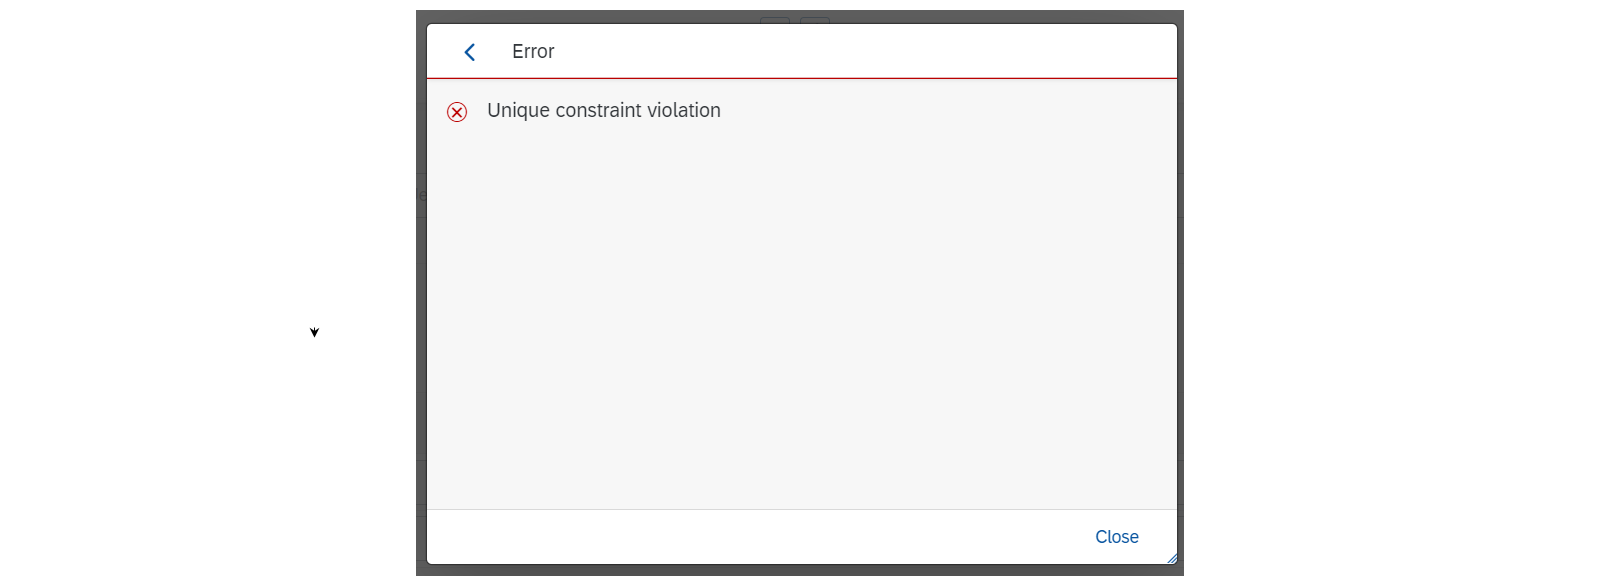 Error
Unique constraint violation
Close